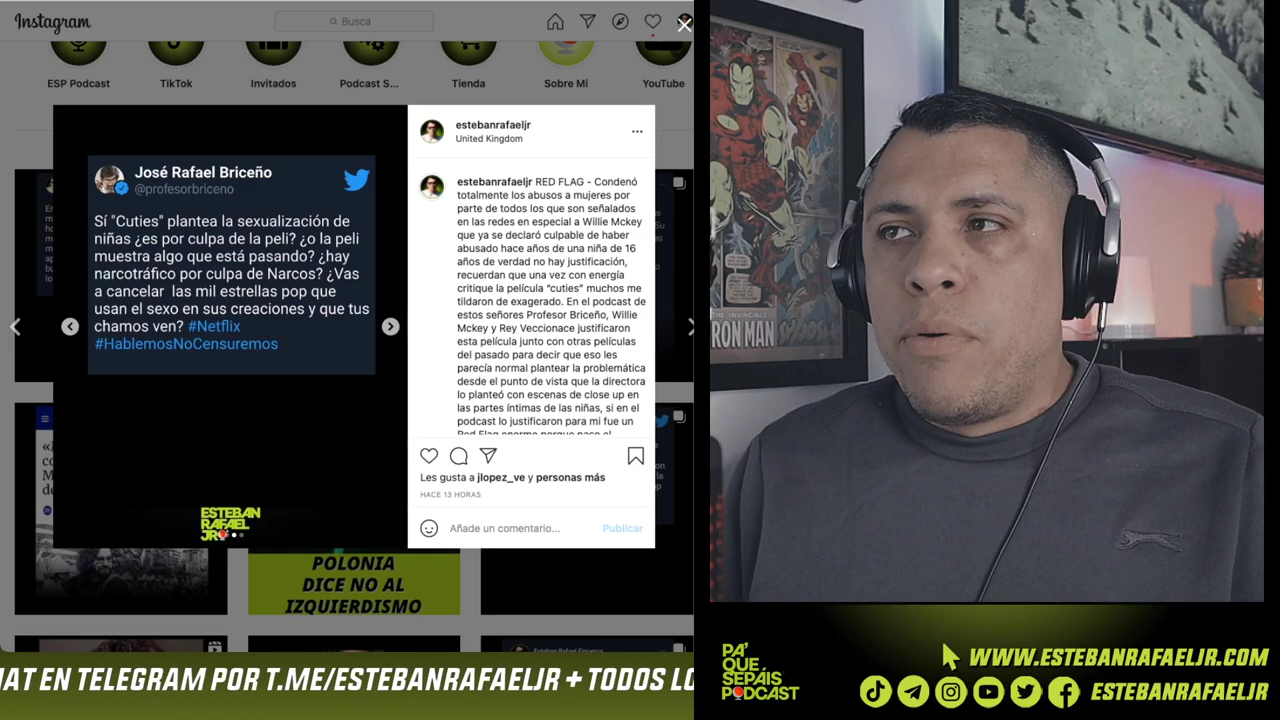 Instagram
Busca
ESP Podcast
TikTok
Invitados
Podcast S...
Tienda
Sobre Mi
YouTube
José Rafael Briceño
@profesorbriceno
Sí "Cuties" plantea la sexualización de
niñas ¿es por culpa de la peli? ¿o la peli
muestra algo que está pasando? ¿hay
narcotráfico por culpa de Narcos? ¿Vas
a cancelar las mil estrellas pop que
usan el sexo en sus creaciones y que tus
chamos ven? #Netflix
#HablemosNoCensuremos
ESTEBAN
RAFAEL
JR
estebanrafaeljr
United Kingdom
estebanrafaeljr RED FLAG - Condenó
totalmente los abusos a mujeres por
parte de todos los que son señalados
en las redes en especial a Willie Mckey
que ya se declaró culpable de haber
abusado hace años de una niña de 16
años de verdad no hay justificación,
recuerdan que una vez con energía
critique la película "cuties" muchos me
tildaron de exagerado. En el podcast de
estos señores Profesor Briceño, Willie
Mckey y Rey Veccionace justificaron
esta película junto con otras películas
del pasado para decir que eso les
parecía normal plantear la problemática
desde el punto de vista que la directora
lo planteó con escenas de close up en
las partes íntimas de las niñas, si en el
podcast lo justificaron para mi fue un
Red Flag enorme porque paso el
Les gusta a jlopez_ve y personas más
HACE 13 HORAS
Añade un comentario...
Publicar
POLONIA
DICE NO AL
IZQUIERDISMO
THE INVINCIBLE
IRON MAN
HAT EN TELEGRAM POR T.ME/ESTEBANRAFAELJR + TODOS LO
PA'
QUE
SEPÁIS
PODCAST
WWW.ESTEBANRAFAELJR.COM
ESTEBANRAFAELJR